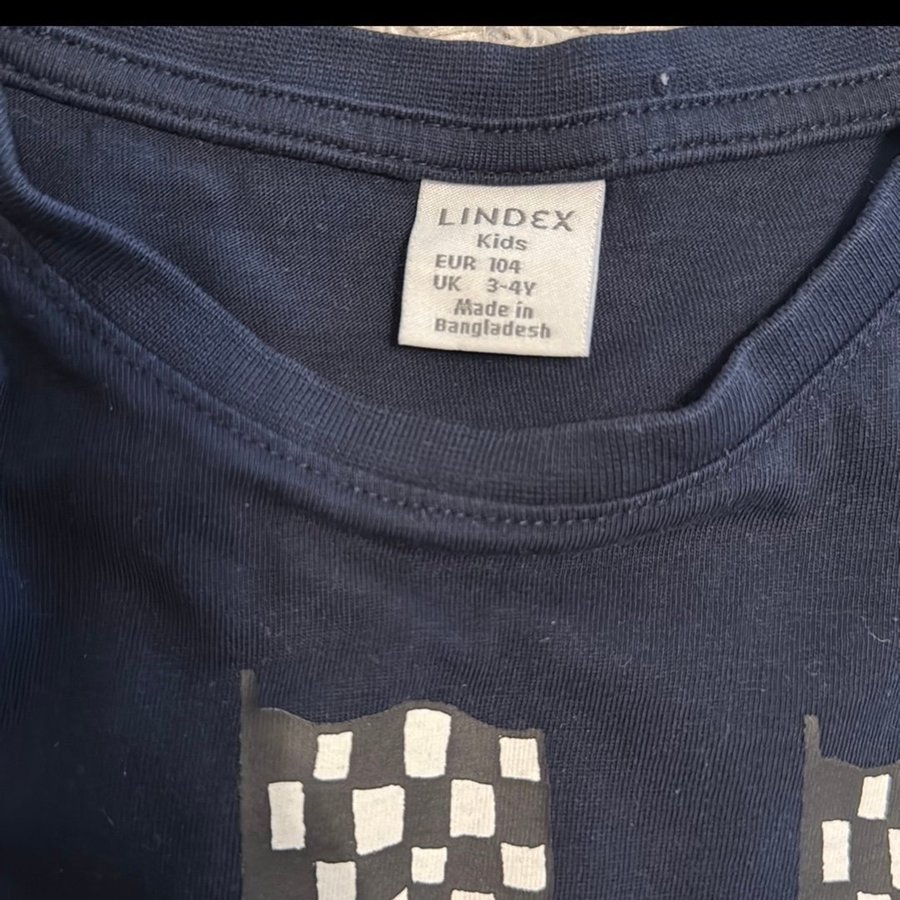 LINDEX
Kids
EUR 104
UK 3-4Y
Made in
Bangladesh